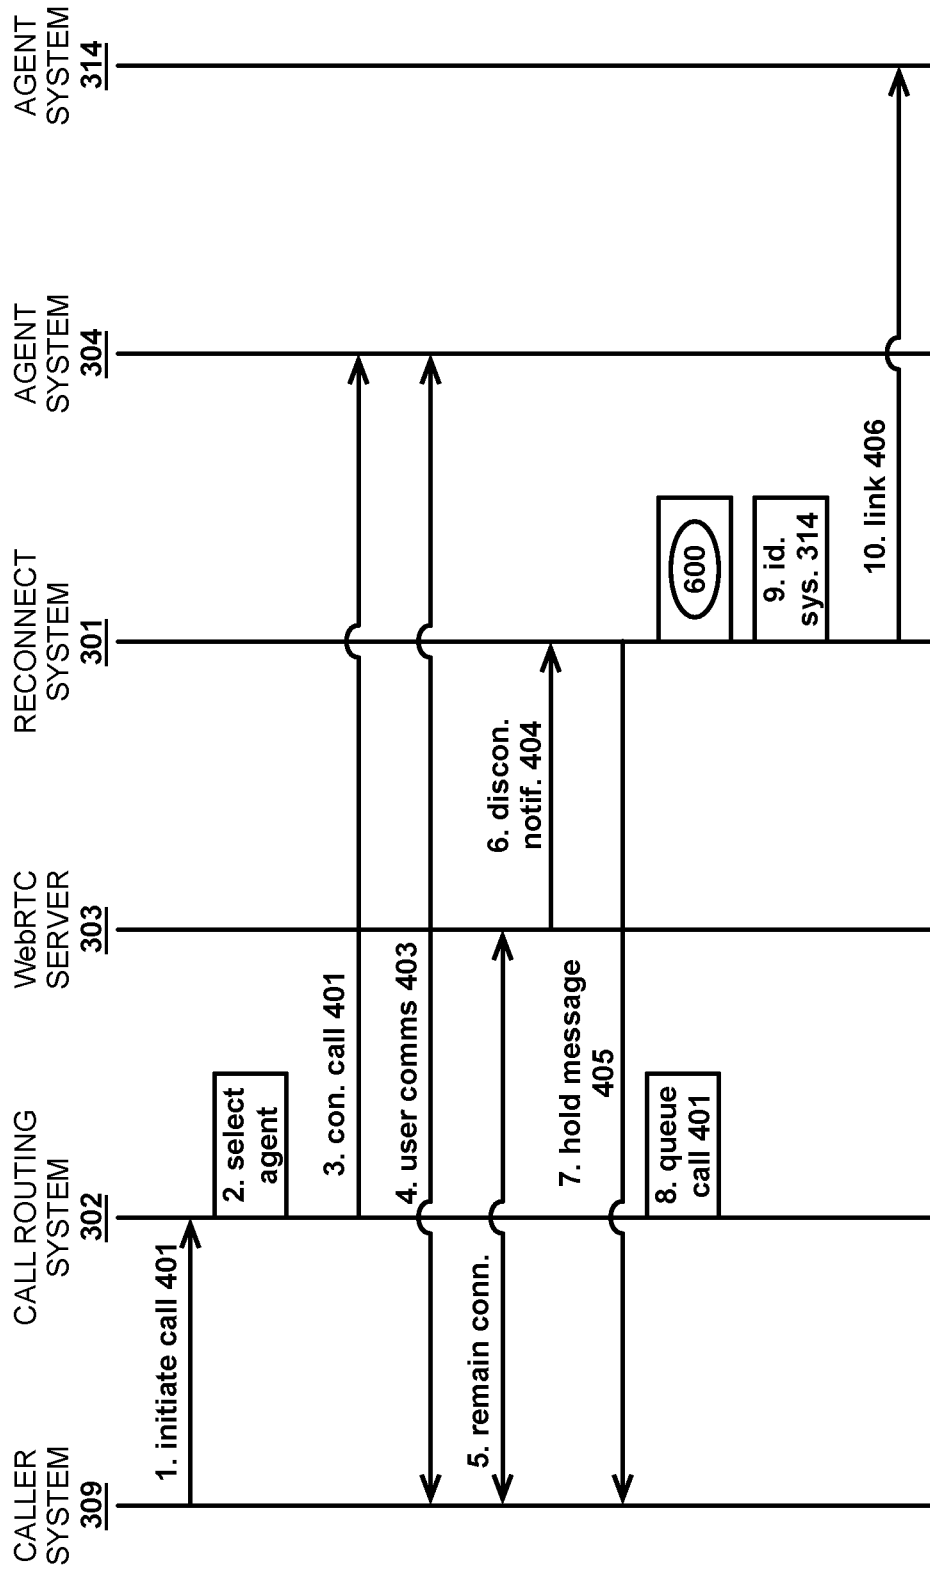 CALLER
SYSTEM
309
CALL ROUTING
SYSTEM
302
WebRTC
SERVER
303
RECONNECT
SYSTEM
301
AGENT
SYSTEM
304
AGENT
SYSTEM
314
1. initiate call 401
2. select
agent
3. con. call 401
4. user comms 403
5. remain conn.
6. discon.
notif. 404
7. hold message
405
8. queue
call 401
600
9. id.
sys. 314
10. link 406